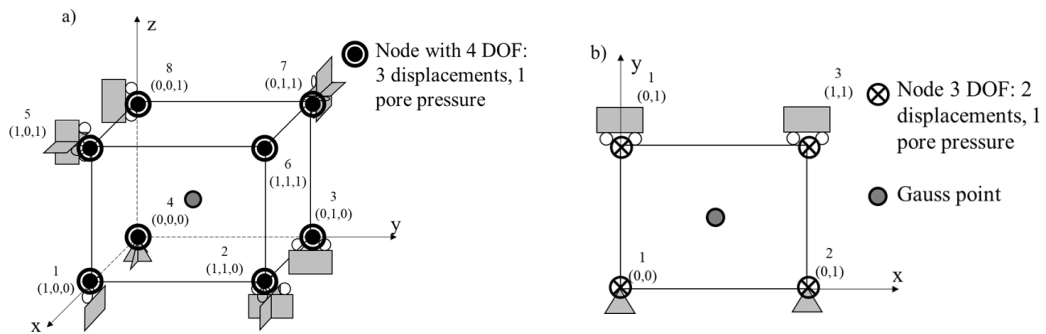 a)
z
8
(0,0,1)
7
(0,1,1)
Node with 4 DOF:
3 displacements, 1
pore pressure
5
(1,0,1)
6
(1,1,1)
4
(0,0,0)
3
(0,1,0)
y
1
(1,0,0)
2
(1,1,0)
x
b)
y
1
(0,1)
3
(1,1)
Node 3 DOF: 2
displacements, 1
pore pressure
Gauss point
1
(0,0)
2
(0,1)
x